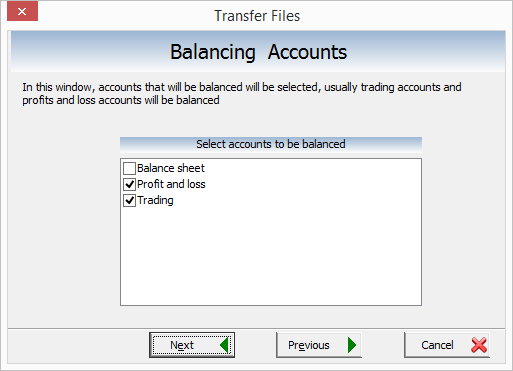 Transfer Files
Balancing Accounts
In this window, accounts that will be balanced will be selected, usually trading accounts and
profits and loss accounts will be balanced
Select accounts to be balanced
Balance sheet
Profit and loss
Trading
Next
Previous
Cancel